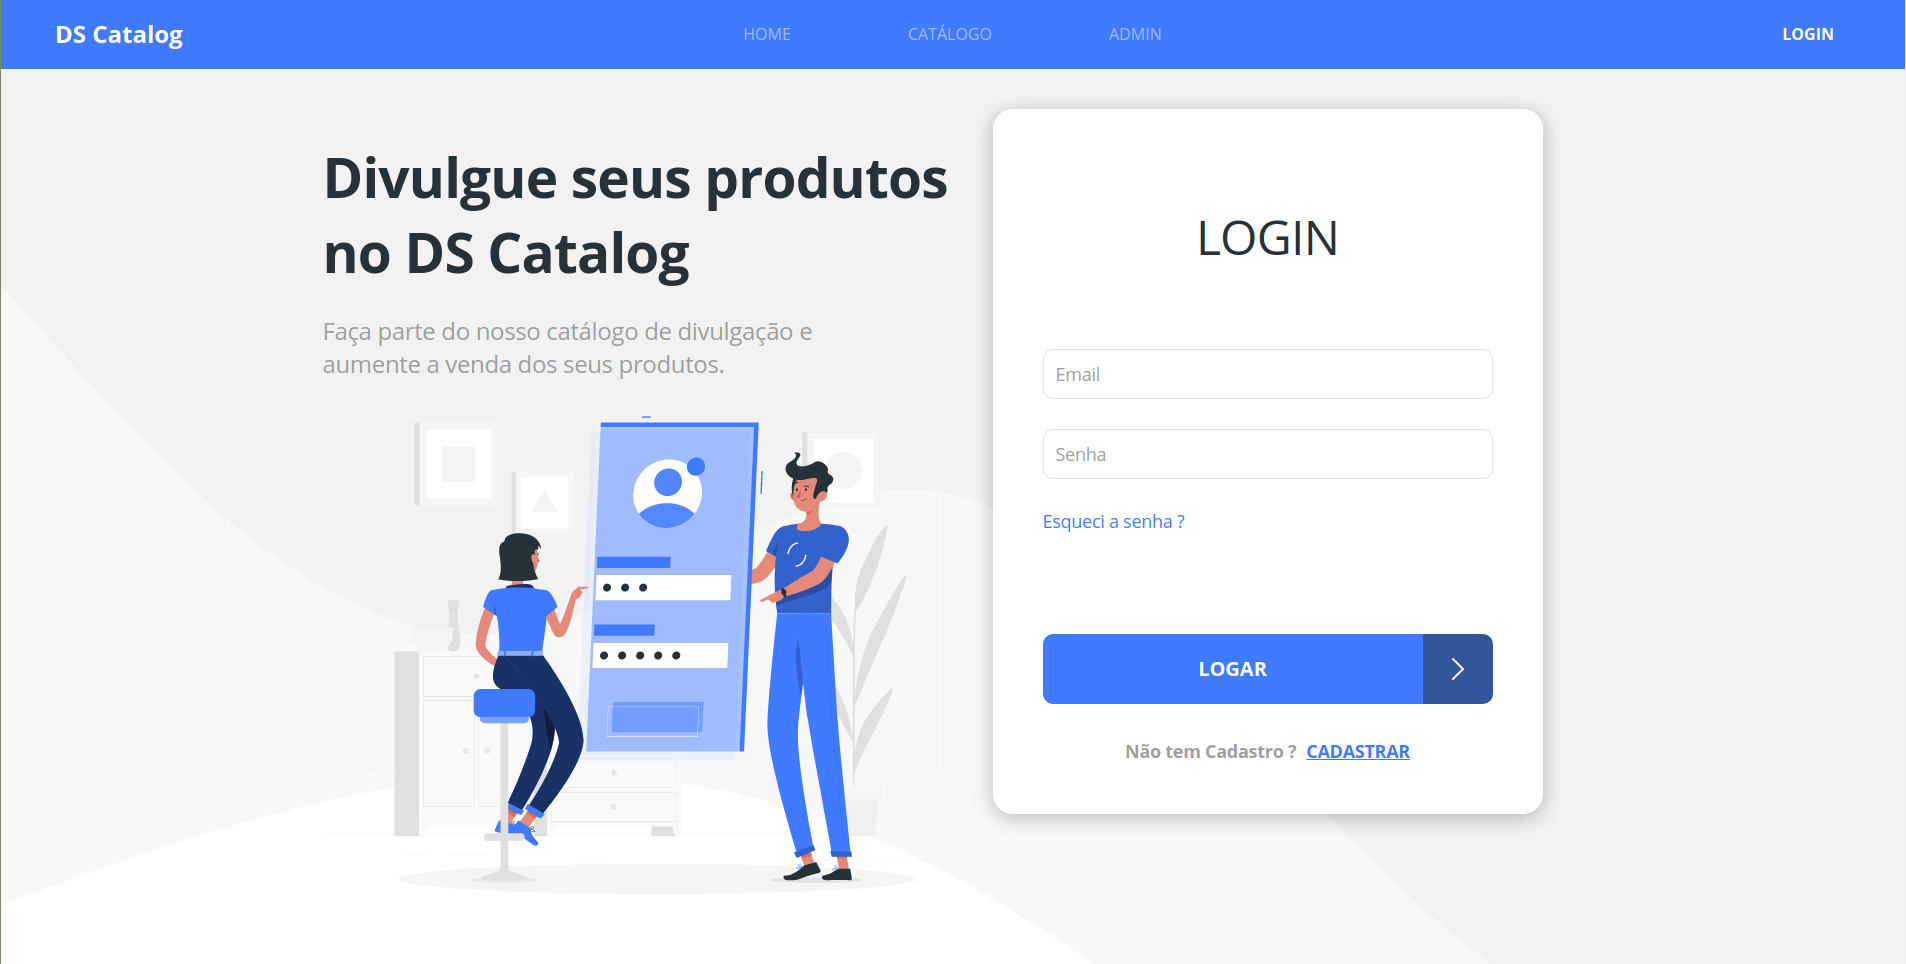 DS Catalog
HOME
CATÁLOGO
ADMIN
LOGIN
Divulgue seus produtos
no DS Catalog
Faça parte do nosso catálogo de divulgação e
aumente a venda dos seus produtos.
LOGIN
Email
Senha
Esqueci a senha ?
LOGAR
Não tem Cadastro ? CADASTRAR